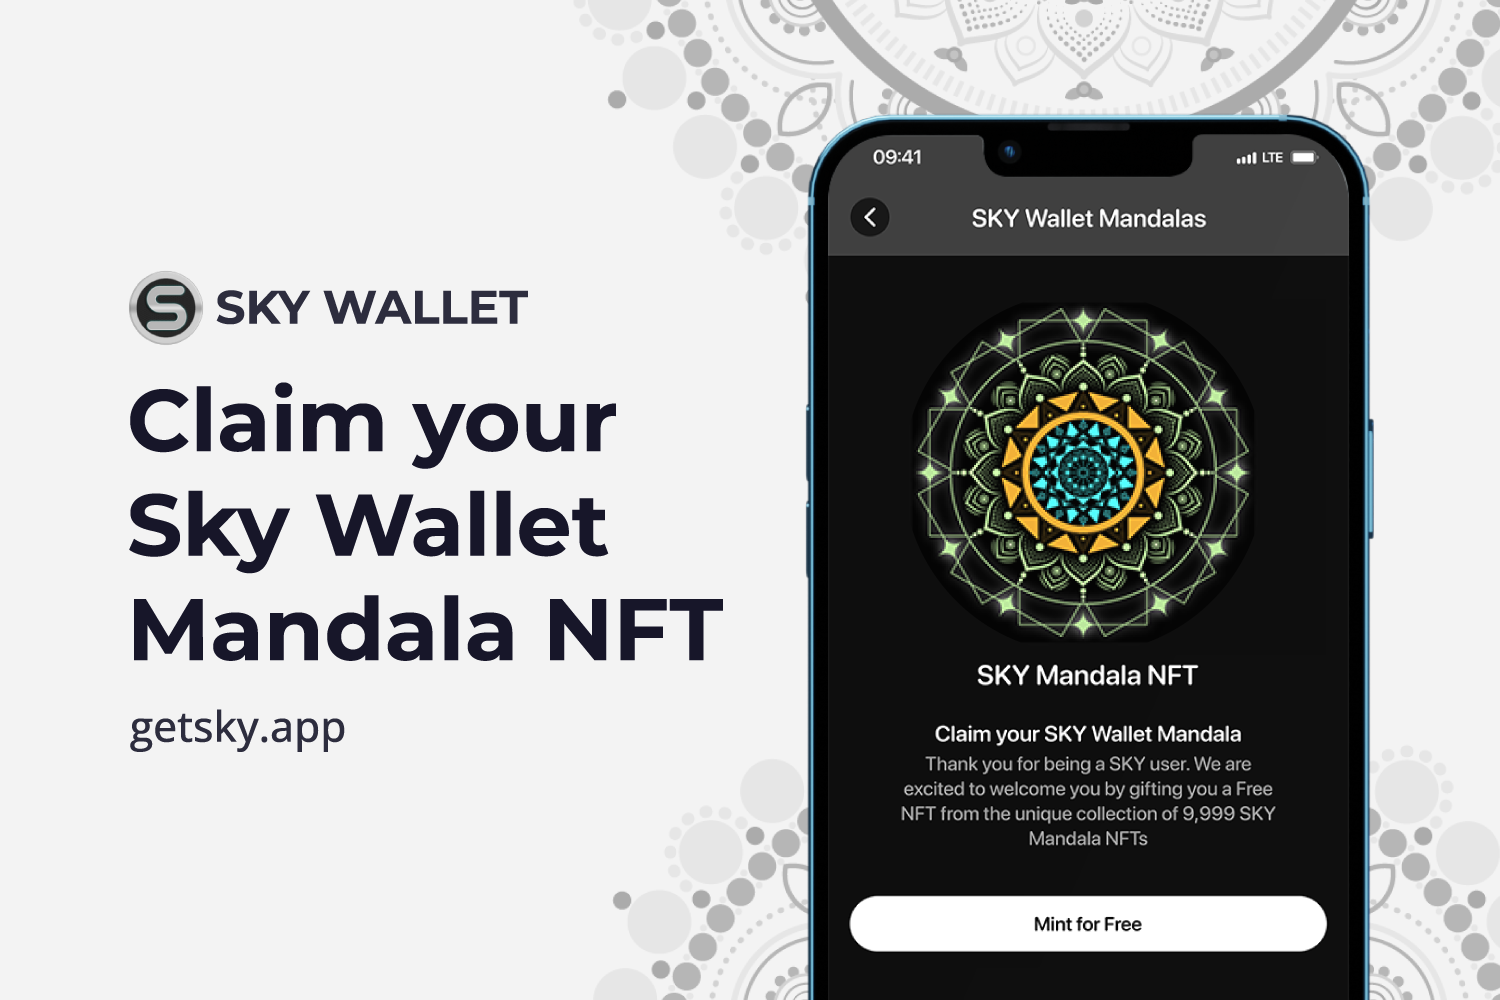 SKY WALLET
Claim your
Sky Wallet
Mandala NFT
getsky.app
09:41
LTE
SKY Wallet Mandalas
SKY Mandala NFT
Claim your SKY Wallet Mandala
Thank you for being a SKY user. We are
excited to welcome you by gifting you a Free
NFT from the unique collection of 9,999 SKY
Mandala NFTs
Mint for Free